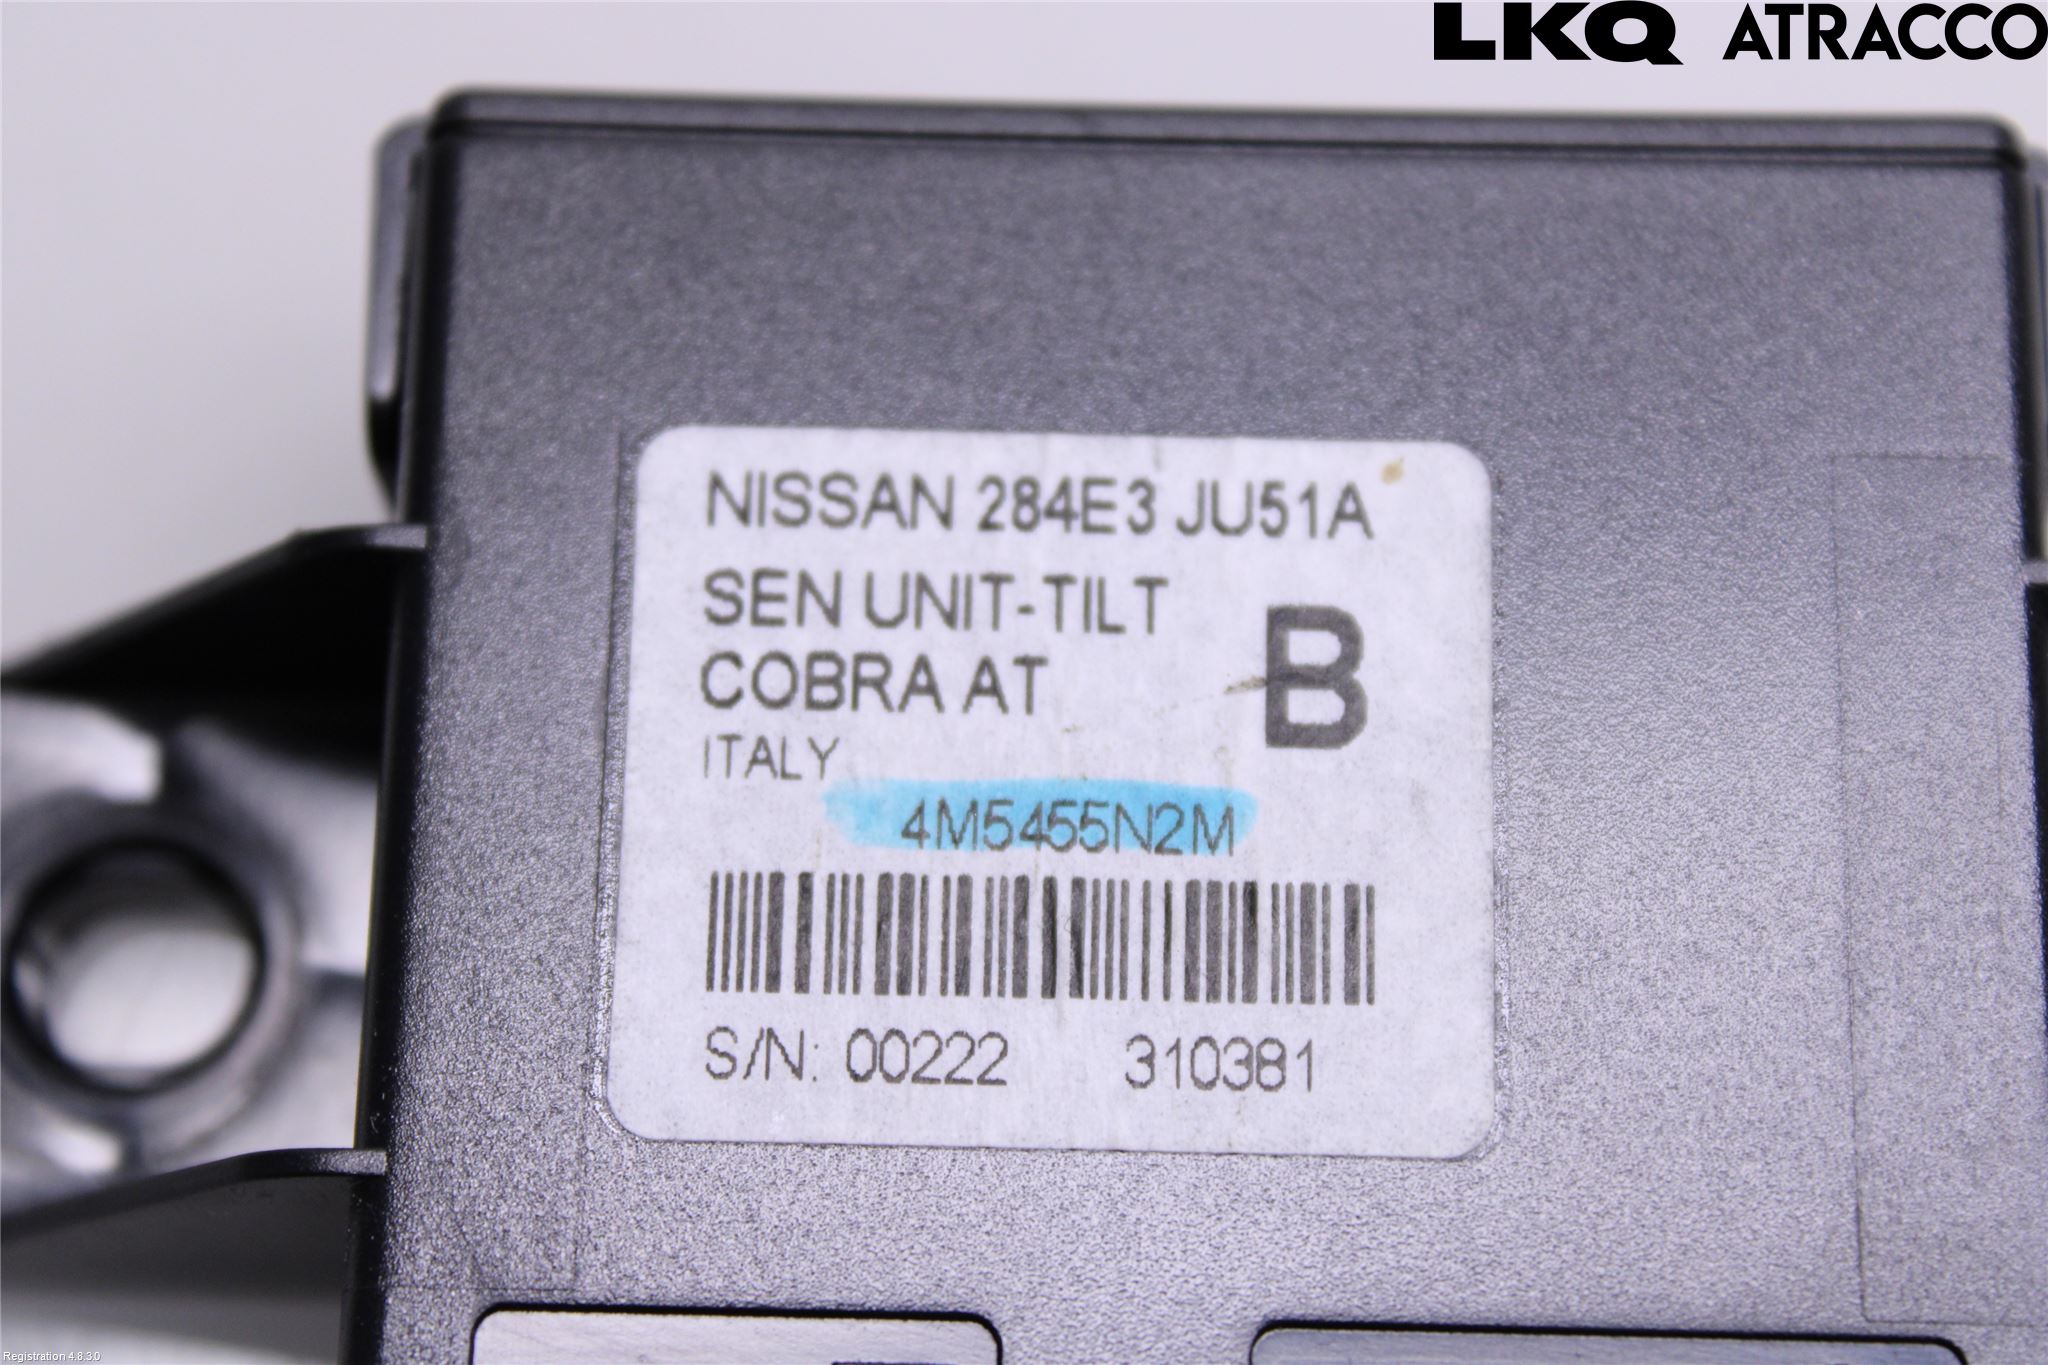 LKQ ATRACCO
NISSAN 284E3 JU51A
SEN UNIT-TILT
COBRA AT
B
ITALY
4M5455N2M
S/N: 00222 310381
Registration 4.8.3.0